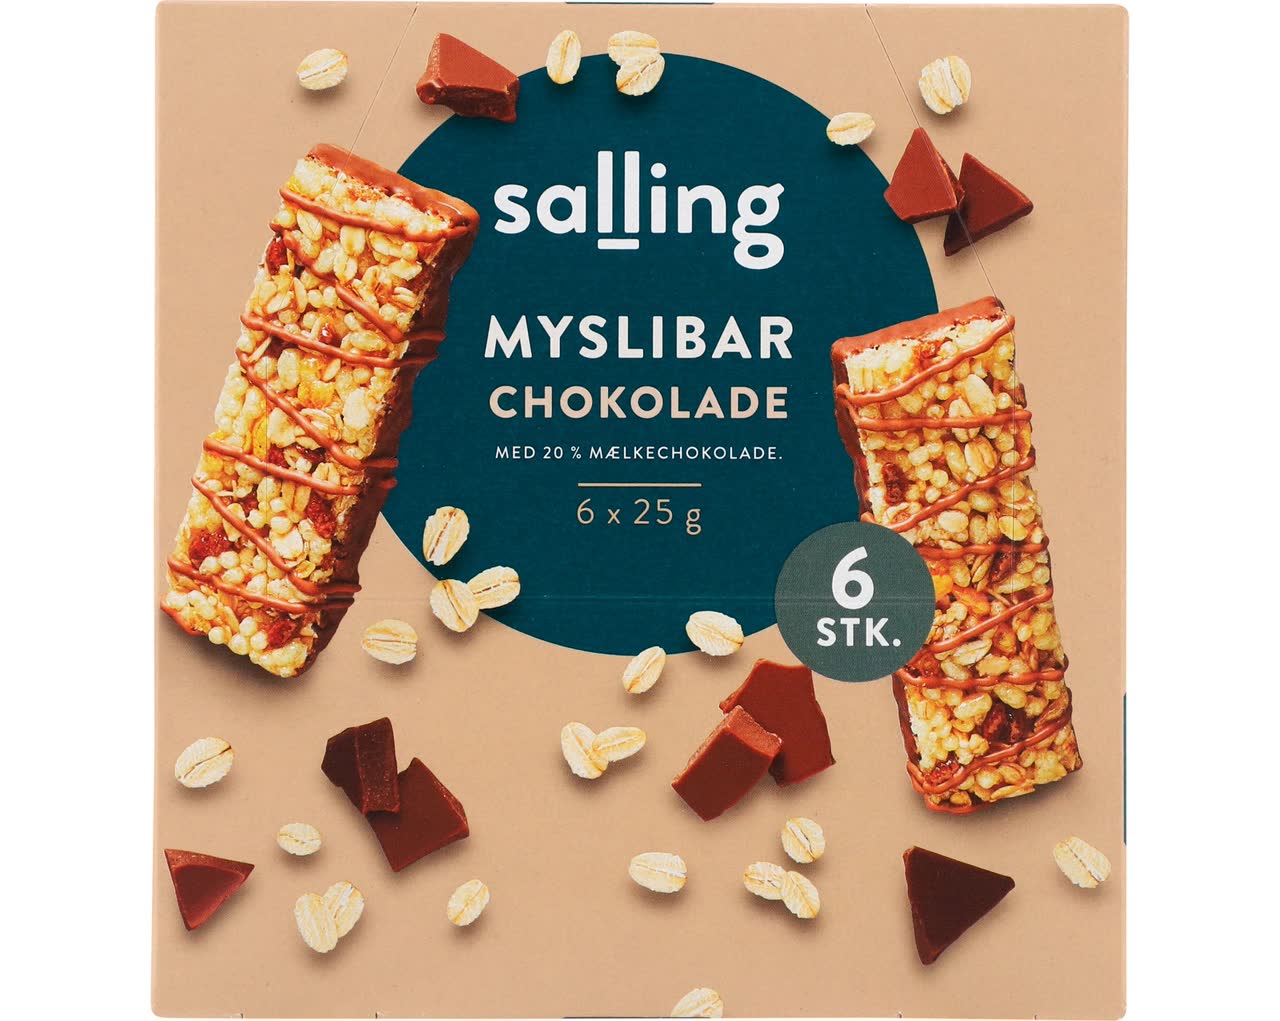 salling
MYSLIBAR
CHOKOLADE
MED 20 % MÆLKECHOKOLADE.
6 x 25 g
6
STK.